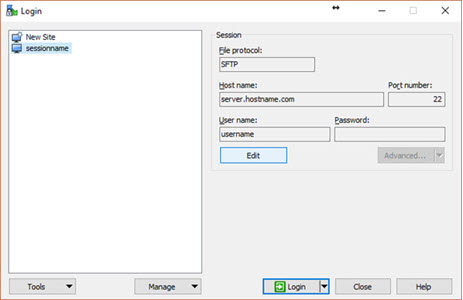 Login
New Site
sessionname
Session
File protocol:
SFTP
Host name:
Port number:
server.hostname.com
22
User name:
Password:
username
Edit
Advanced...
Tools
Manage
Login
Close
Help